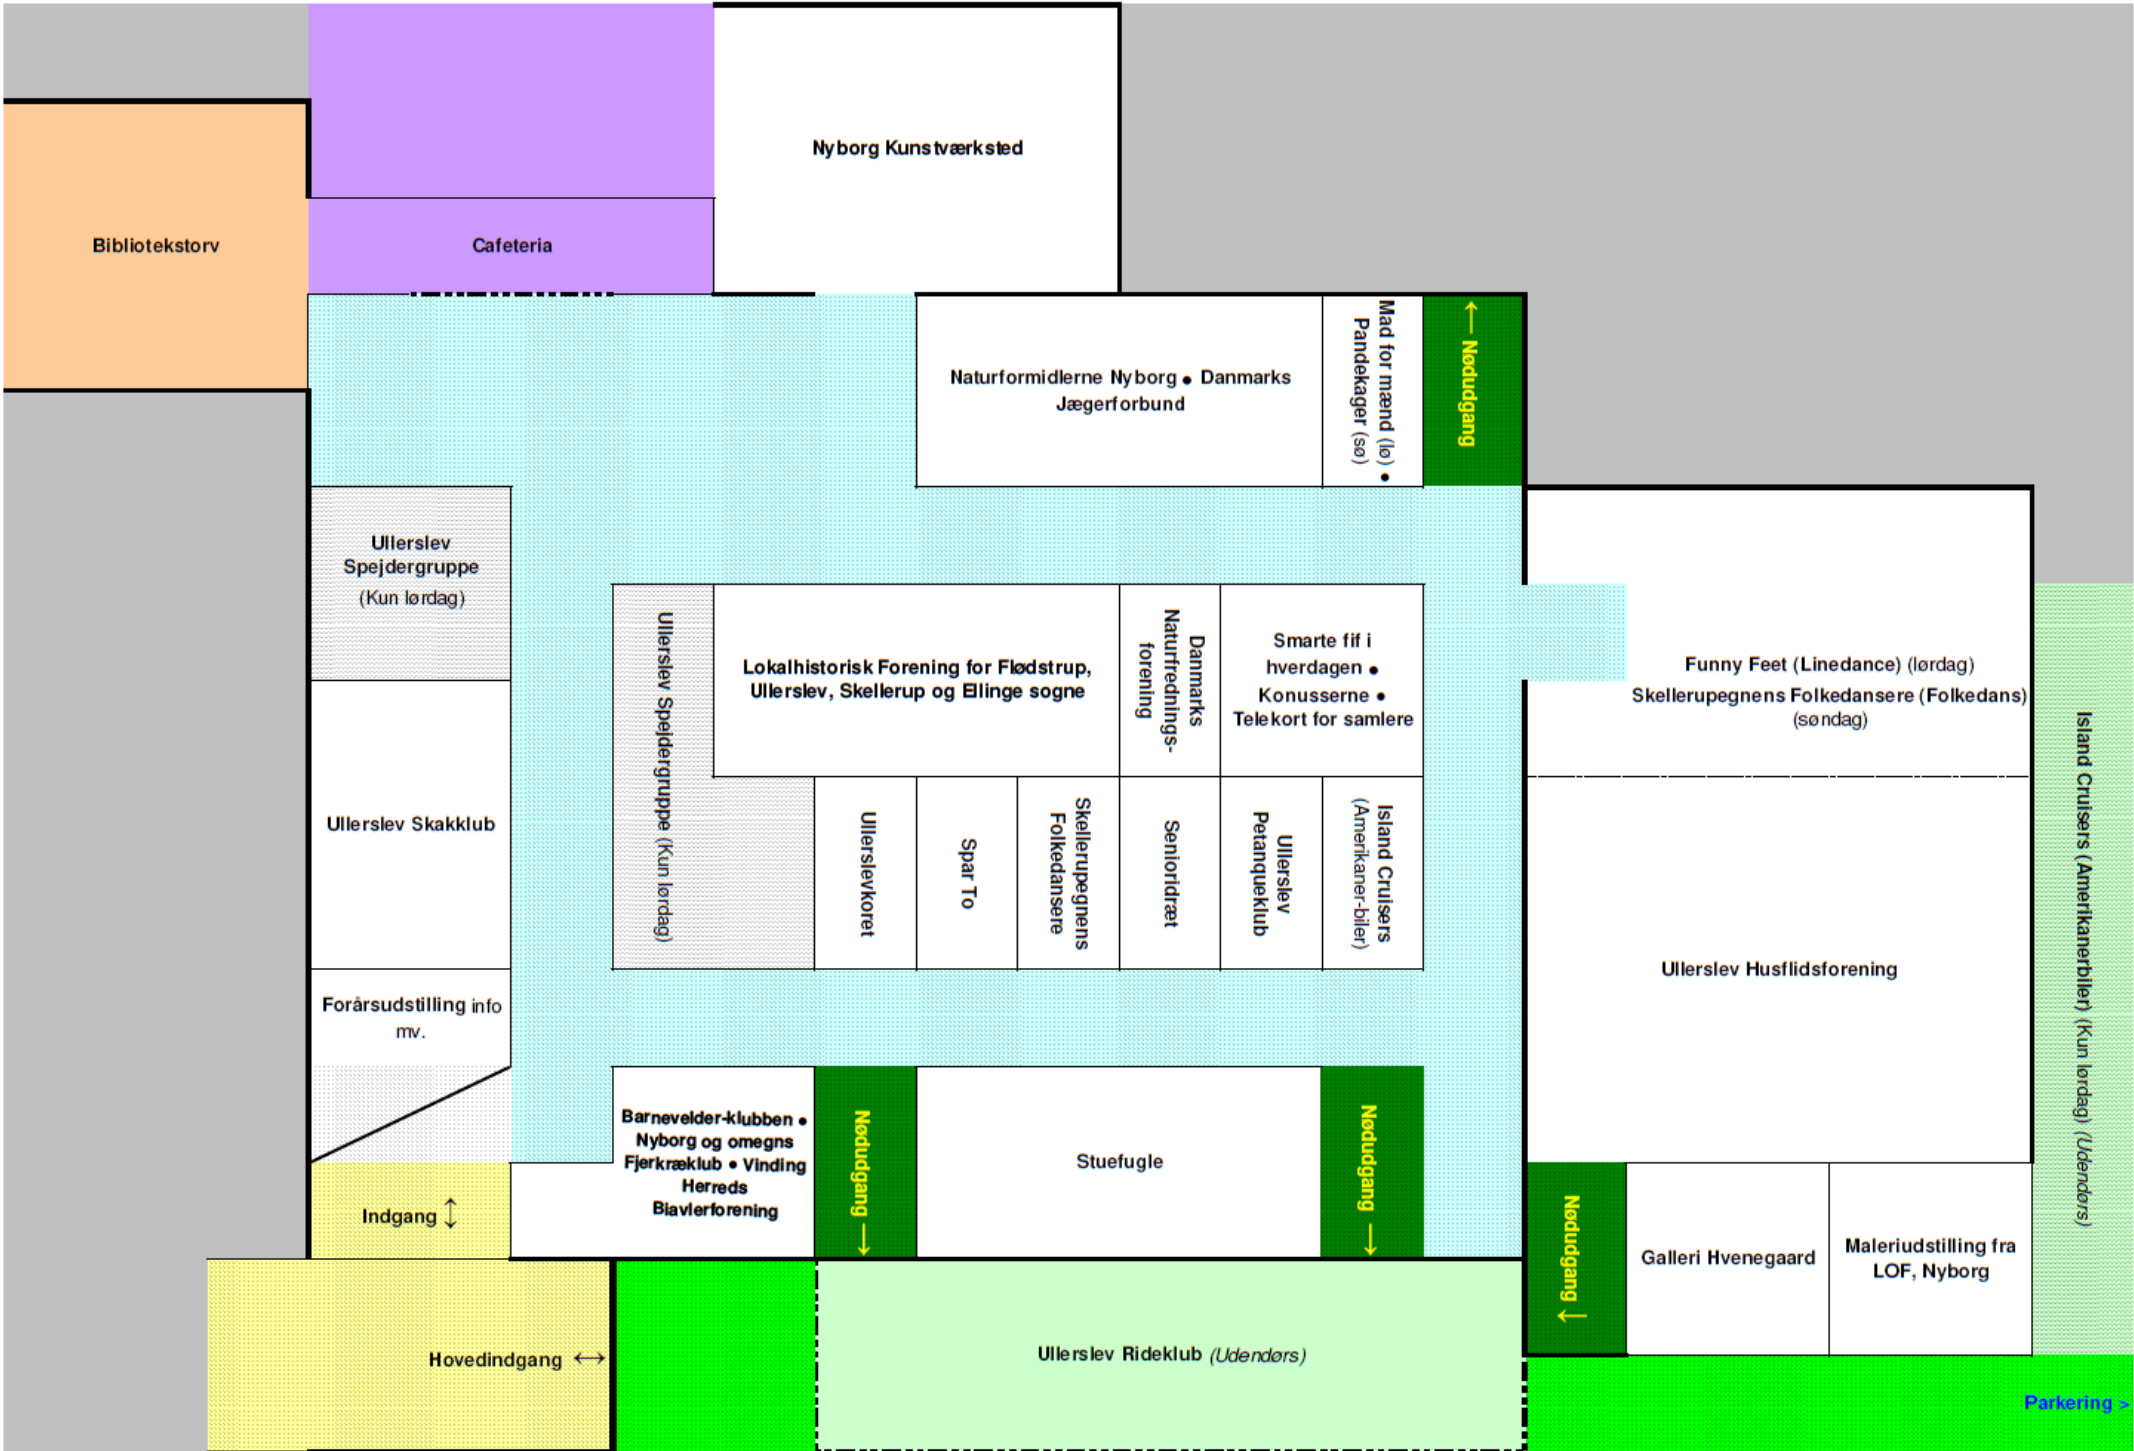 Nyborg Kunstværksted
Bibliotekstorv
Cafeteria
Naturformidlerne Nyborg ● Danmarks
Jægerforbund
Mad for mænd (lø) ●
Pandekager (sø)
← Nødudgang
Ullerslev
Spejdergruppe
(Kun lørdag)
Ullerslev Spejdergruppe (Kun lørdag)
Lokalhistorisk Forening for Flødstrup,
Ullerslev, Skellerup og Ellinge sogne
Danmarks
Naturfrednings-
forening
Smarte fif i
hverdagen ●
Konusserne ●
Telekort for samlere
Funny Feet (Linedance) (lørdag)
Skellerupegnens Folkedansere (Folkedans)
(søndag)
Island Cruisers (Amerikanerbiler) (Kun lørdag) (Udendørs)
Ullerslev Skakklub
Ullerslevkoret
Spar To
Skellerupegnens
Folkedansere
Senioridræt
Ullerslev
Petanqueklub
Island Cruisers
(Amerikaner-biler)
Ullerslev Husflidsforening
Forårsudstilling info
mv.
Barnevelder-klubben ●
Nyborg og omegns
Fjerkræklub ● Vinding
Herreds
Biavlerforening
Nødudgang →
Stuefugle
Nødudgang →
Indgang ↕
Nødudgang →
Galleri Hvenegaard
Maleriudstilling fra
LOF, Nyborg
Hovedindgang ↔
Ullerslev Rideklub (Udendørs)
Parkering >